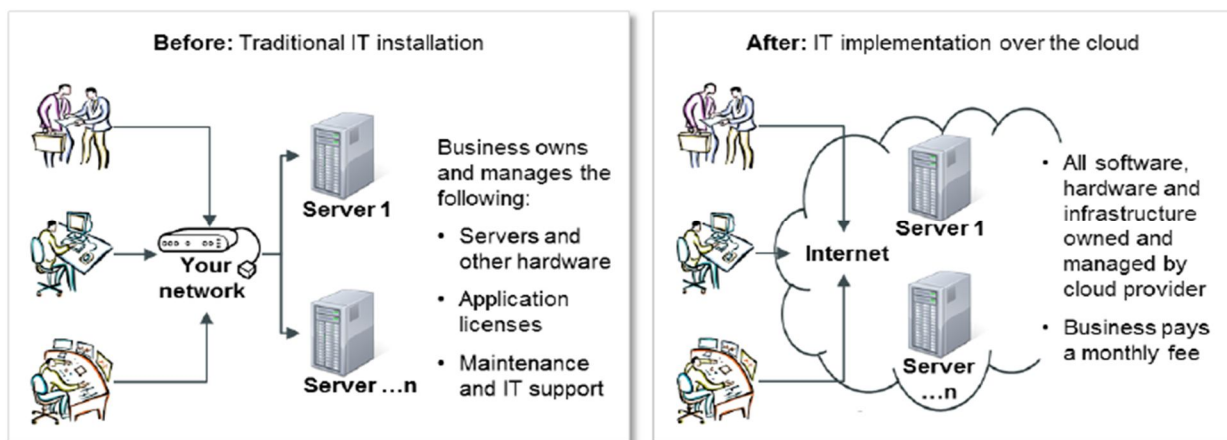 Before: Traditional IT installation
Server 1
Your
network
Server ...n
Business owns
and manages the
following:
• Servers and
other hardware
• Application
licenses
• Maintenance
and IT support
After: IT implementation over the cloud
Internet
Server 1
Server
...n
• All software,
hardware and
infrastructure
owned and
managed by
cloud provider
• Business pays
a monthly fee